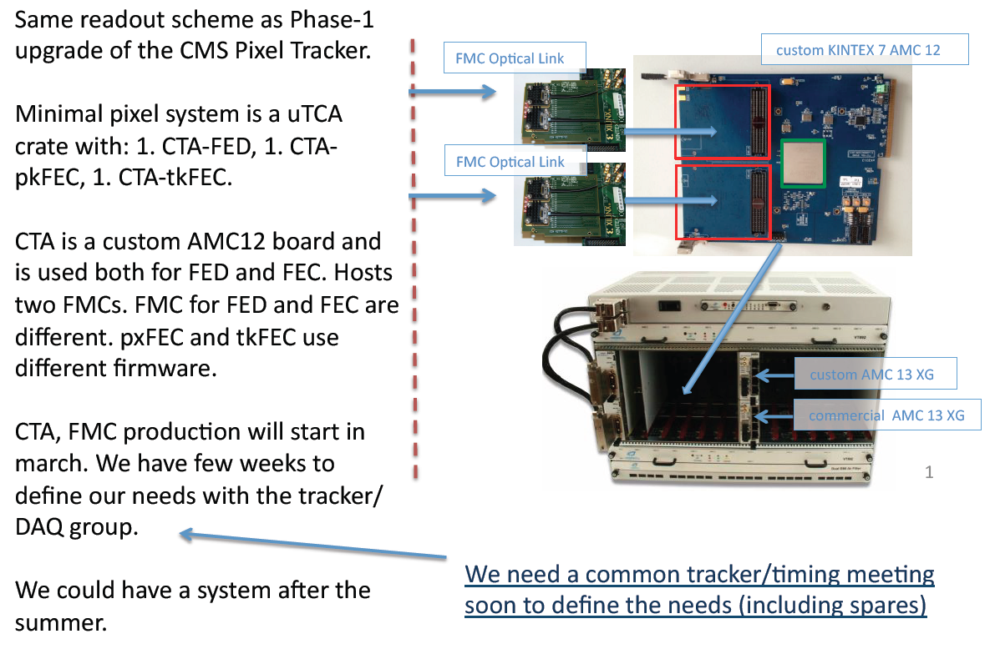 Same readout scheme as Phase-1
upgrade of the CMS Pixel Tracker.
Minimal pixel system is a uTCA
crate with: 1. CTA-FED, 1. CTA-
pkFEC, 1. CTA-tkFEC.
CTA is a custom AMC12 board and
is used both for FED and FEC. Hosts
two FMCs. FMC for FED and FEC are
different. pxFEC and tkFEC use
different firmware.
CTA, FMC production will start in
march. We have few weeks to
define our needs with the tracker/
DAQ group.
We could have a system after the
summer.
FMC Optical Link
custom KINTEX 7 AMC 12
FMC Optical Link
custom AMC 13 XG
commercial AMC 13 XG
1
We need a common tracker/timing meeting
soon to define the needs (including spares)